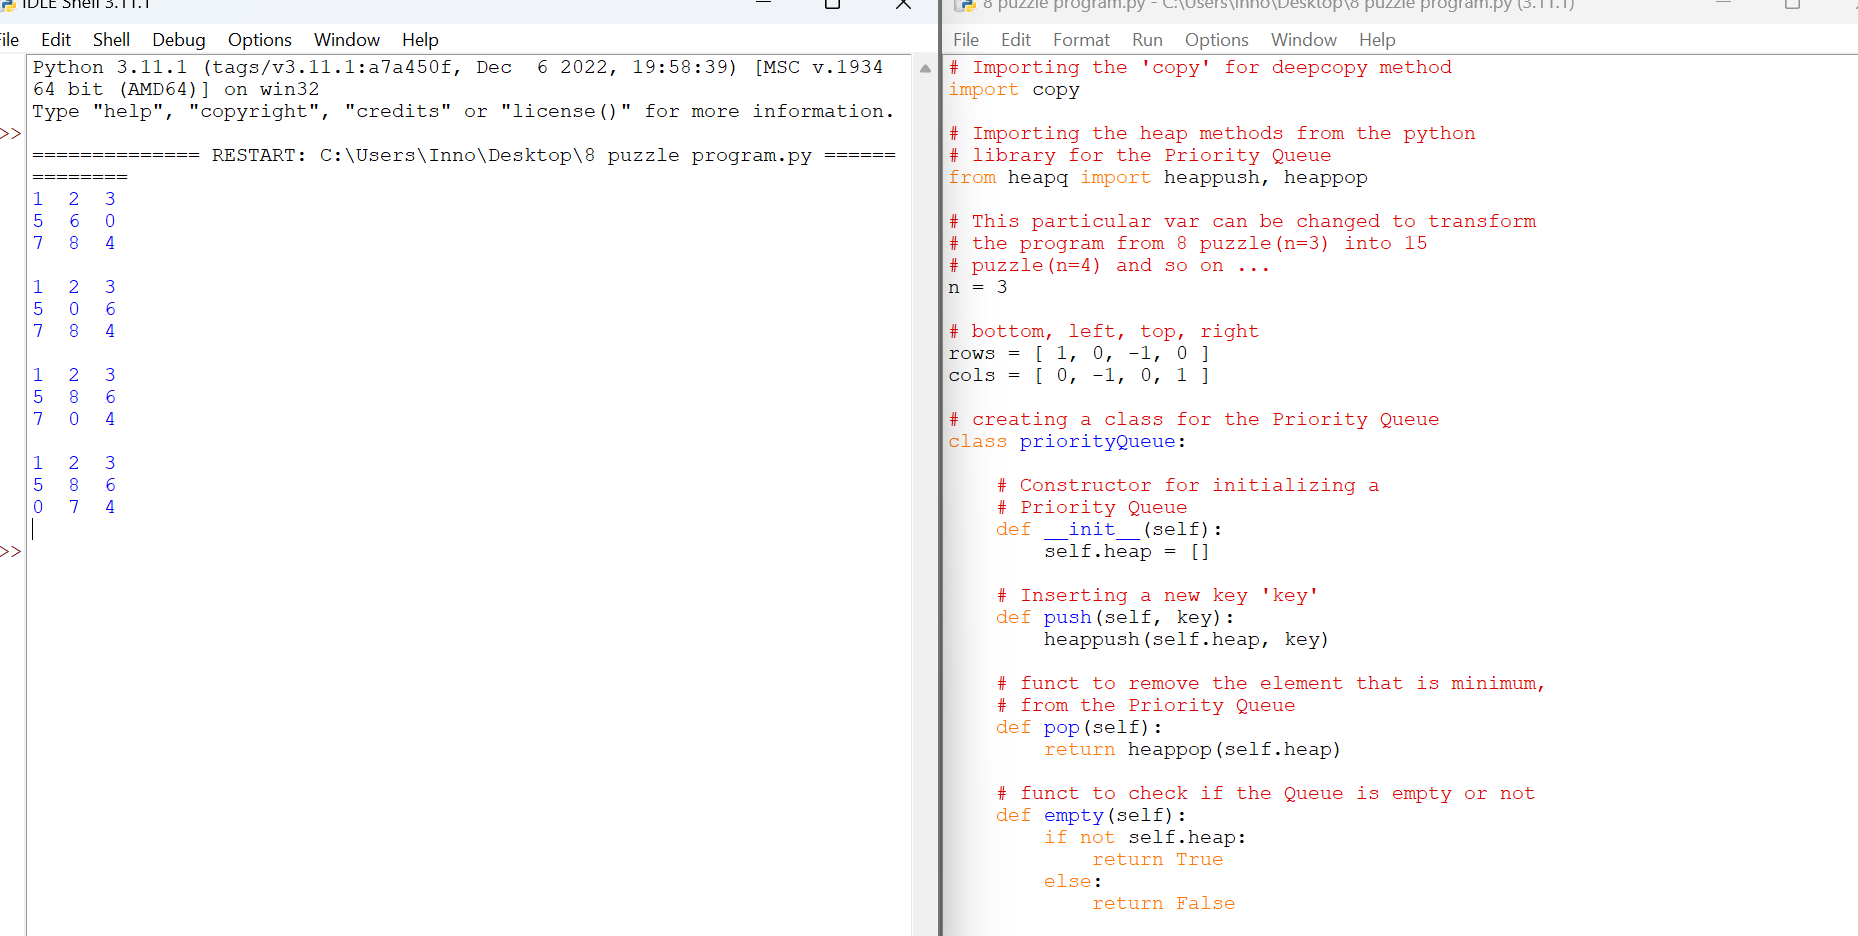 IDLE Shell 3.11.1
File Edit Shell Debug Options Window Help
Python 3.11.1 (tags/v3.11.1:a7a450f, Dec  6 2022, 19:58:39) [MSC v.1934
64 bit (AMD64)] on win32
Type "help", "copyright", "credits" or "license()" for more information.
>>
============== RESTART: C:\Users\Inno\Desktop\8 puzzle program.py ======
========
1  2  3
5  6  0
7  8  4

1  2  3
5  0  6
7  8  4

1  2  3
5  8  6
7  0  4

1  2  3
5  8  6
0  7  4
>>
8 puzzle program.py - C:\Users\Inno\Desktop\8 puzzle program.py (3.11.1)
File Edit Format Run Options Window Help
# Importing the 'copy' for deepcopy method
import copy

# Importing the heap methods from the python
# library for the Priority Queue
from heapq import heappush, heappop

# This particular var can be changed to transform
# the program from 8 puzzle(n=3) into 15
# puzzle(n=4) and so on ...
n = 3

# bottom, left, top, right
rows = [ 1, 0, -1, 0 ]
cols = [ 0, -1, 0, 1 ]

# creating a class for the Priority Queue
class priorityQueue:

    # Constructor for initializing a
    # Priority Queue
    def __init__(self):
        self.heap = []

    # Inserting a new key 'key'
    def push(self, key):
        heappush(self.heap, key)

    # funct to remove the element that is minimum,
    # from the Priority Queue
    def pop(self):
        return heappop(self.heap)

    # funct to check if the Queue is empty or not
    def empty(self):
        if not self.heap:
            return True
        else:
            return False